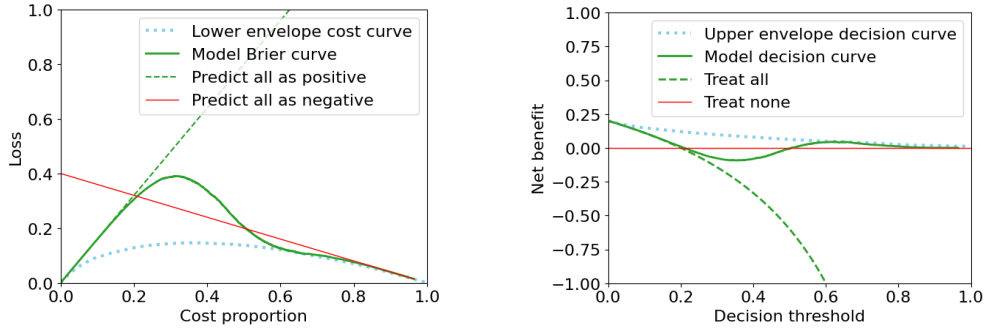 1.0
0.8
0.6
0.4
0.2
0.0
Loss
Lower envelope cost curve
Model Brier curve
Predict all as positive
Predict all as negative
0.0 0.2 0.4 0.6 0.8 1.0
Cost proportion
1.00
0.75
0.50
0.25
0.00
−0.25
−0.50
−0.75
−1.00
Net benefit
Upper envelope decision curve
Model decision curve
Treat all
Treat none
0.0 0.2 0.4 0.6 0.8 1.0
Decision threshold